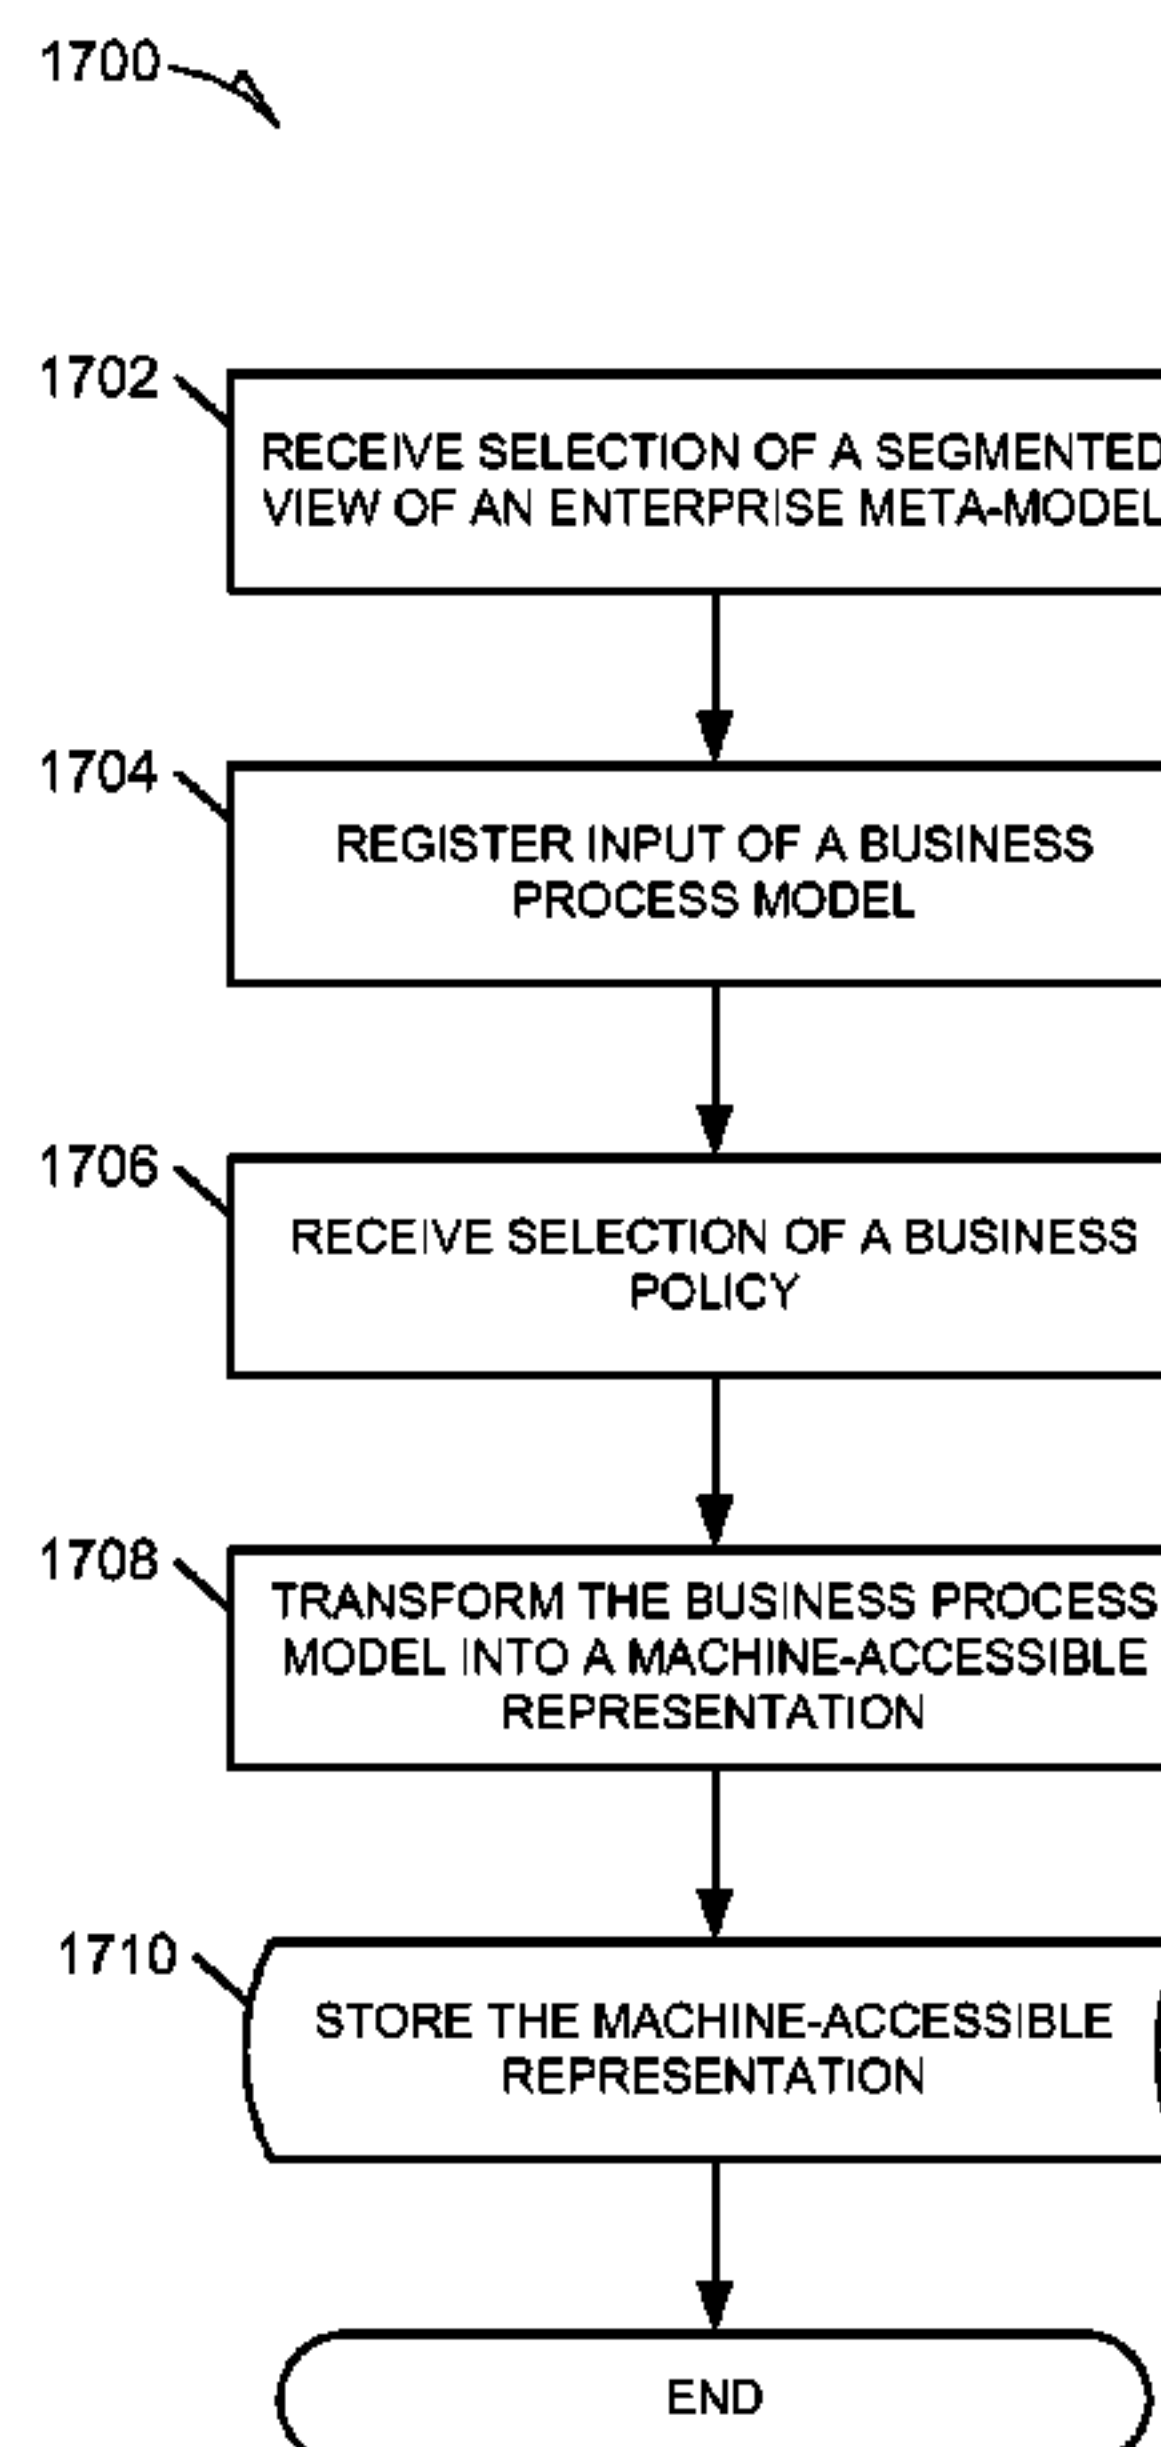 1700
1702
RECEIVE SELECTION OF A SEGMENTED
VIEW OF AN ENTERPRISE META-MODEL
1704
REGISTER INPUT OF A BUSINESS
PROCESS MODEL
1706
RECEIVE SELECTION OF A BUSINESS
POLICY
1708
TRANSFORM THE BUSINESS PROCESS
MODEL INTO A MACHINE-ACCESSIBLE
REPRESENTATION
1710
STORE THE MACHINE-ACCESSIBLE
REPRESENTATION
END